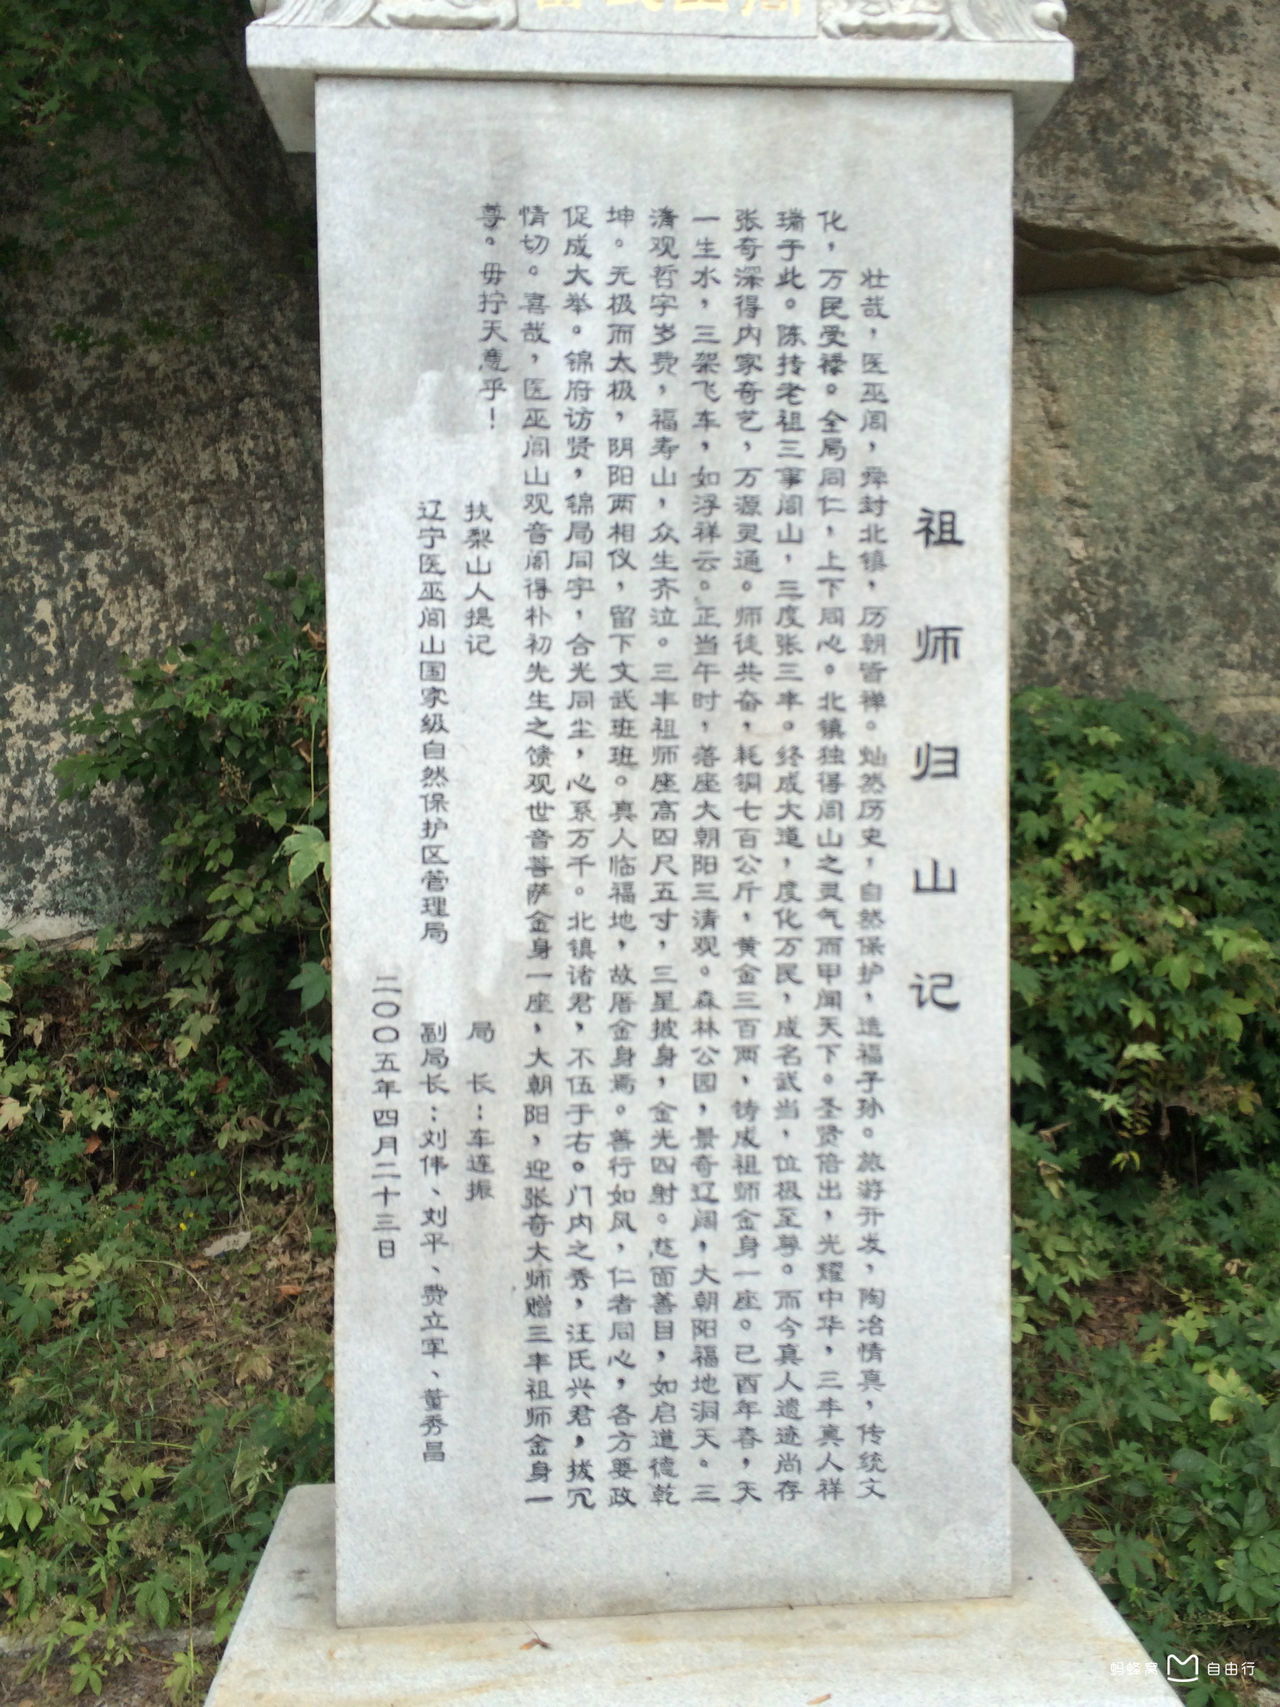 祖师归山记
壮哉，医巫闾，舜封北镇，历朝皆禅。灿然历史，自然保护，造福子孙。旅游开发，陶冶情真，传统文
化，万民受禄。全局同仁，上下同心。北镇独得闾山之灵气而甲闻天下。圣贤倍出，光耀中华，三丰真人祥
瑞于此。陈抟老祖三事闾山，三度张三丰。终成大道，度化万民，成名武当，位极至尊。而今真人遗迹尚存
张奇深得内家奇艺，万源灵通。师徒共奋，耗铜七百公斤，黄金三百两，铸成祖师金身一座。己酉年春，天
一生水，三架飞车，如浮祥云。正当午时，落座大朝阳三清观。森林公园，景奇辽阔，大朝阳福地洞天。三
清观哲字岁费，福寿山，众生齐泣。三丰祖师座高四尺五寸，三星披身，金光四射。慈面善目，如启道德乾
坤。无极而太极，阴阳两相仪，留下文武班班。真人临福地，故厝金身焉。善行如风，仁者同心，各方要政
促成大举。锦府访贤，锦局同字，合光同尘，心系万千。北镇诸君，不伍于右。门内之秀，汪氏兴君，拔冗
情切。喜哉，医巫闾山观音阁得朴初先生之馈观世音菩萨金身一座，大朝阳，迎张奇大师赠三丰祖师金身一
尊。毋拧天意乎！
扶犁山人提记
局 长：车连振
辽宁医巫闾山国家级自然保护区管理局
副局长：刘伟、刘平、费立军、董秀昌
二〇〇五年四月二十三日
蚂蜂窝 自由行